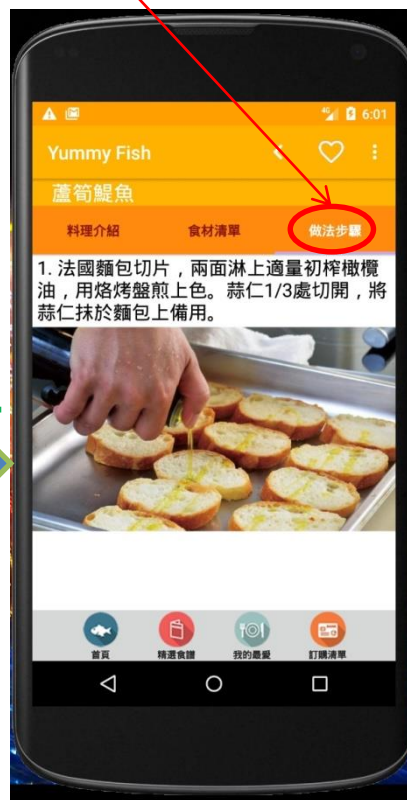 4G 6:01
Yummy Fish
蘆筍鯷魚
料理介紹 食材清單 做法步驟
1. 法國麵包切片，兩面淋上適量初榨橄欖
油，用烙烤盤煎上色。蒜仁1/3處切開，將
蒜仁抹於麵包上備用。
首頁 精選食譜 我的最愛 訂購清單